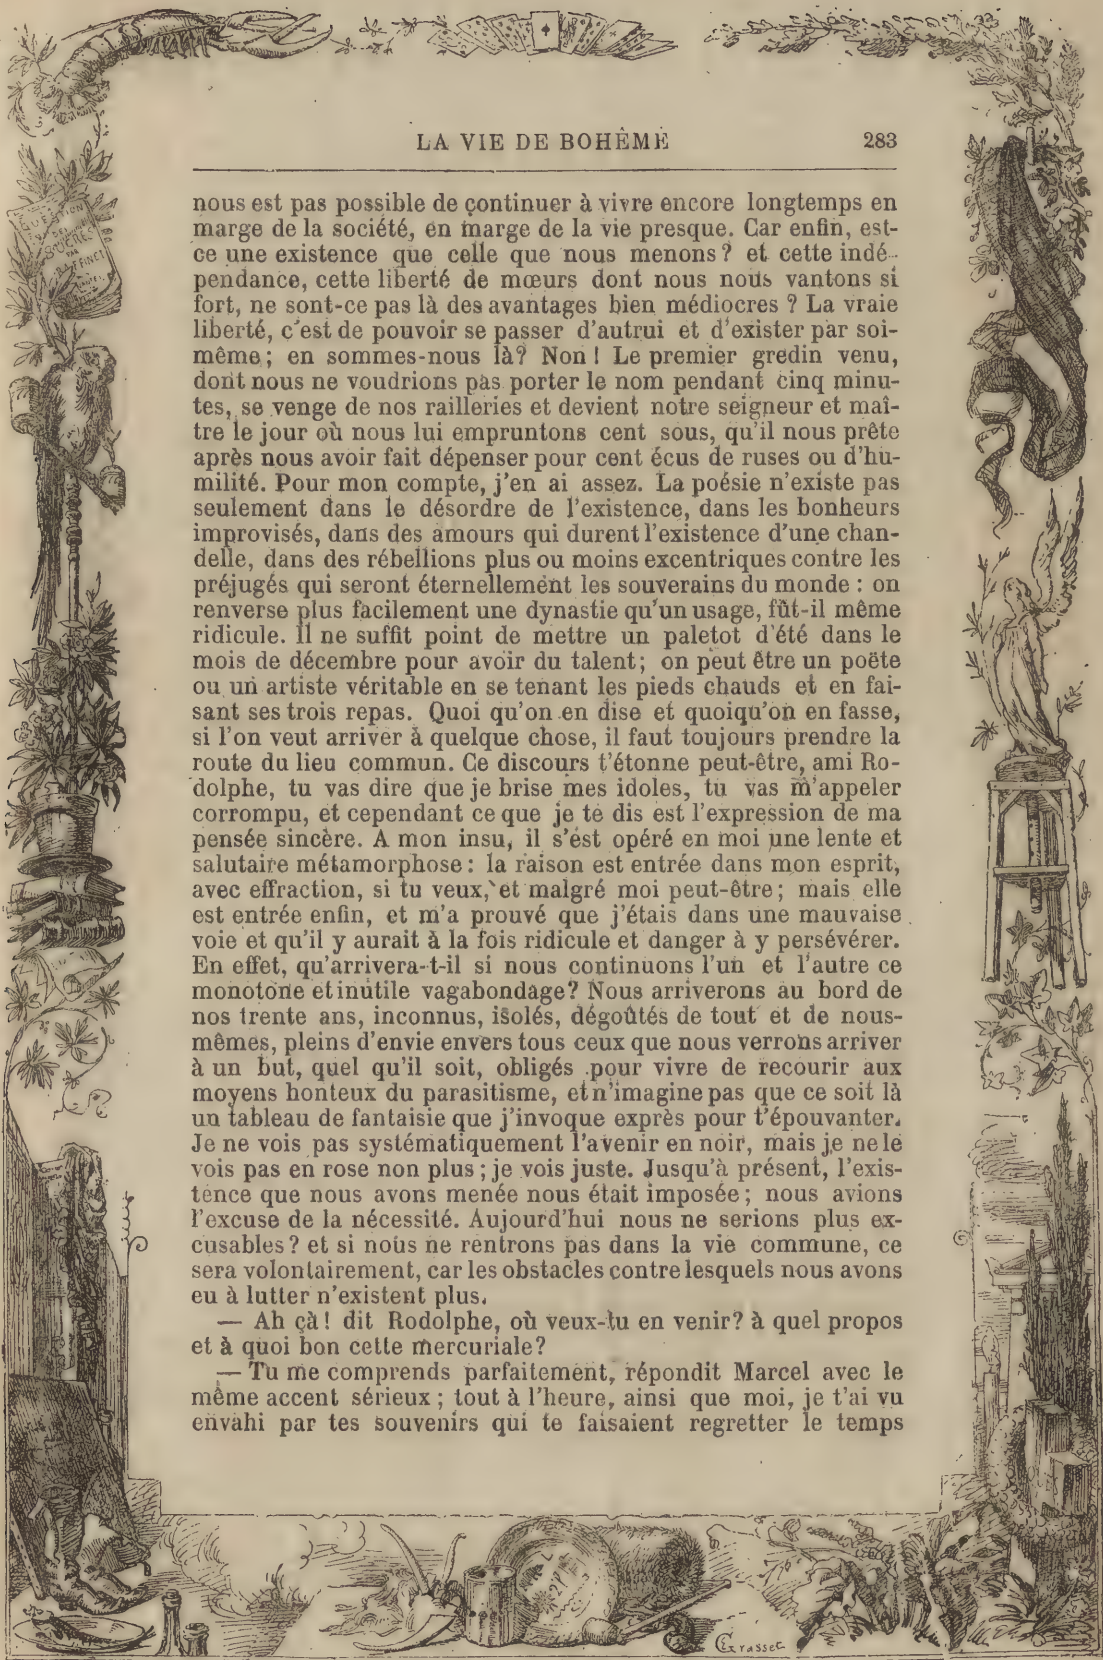 LA VIE DE BOHÊME 283
nous est pas possible de continuer à vivre encore longtemps en
marge de la société, en marge de la vie presque. Car enfin, est-
ce une existence que celle que nous menons ? et cette indé-
pendance, cette liberté de mœurs dont nous nous vantons si
fort, ne sont-ce pas là des avantages bien médiocres ? La vraie
liberté, c'est de pouvoir se passer d'autrui et d'exister par soi-
même ; en sommes-nous là ? Non ! Le premier gredin venu,
dont nous ne voudrions pas porter le nom pendant cinq minu-
tes, se venge de nos railleries et devient notre seigneur et maî-
tre le jour où nous lui empruntons cent sous, qu'il nous prête
après nous avoir fait dépenser pour cent écus de ruses ou d'hu-
milité. Pour mon compte, j'en ai assez. La poésie n'existe pas
seulement dans le désordre de l'existence, dans les bonheurs
improvisés, dans des amours qui durent l'existence d'une chan-
delle, dans des rébellions plus ou moins excentriques contre les
préjugés qui seront éternellement les souverains du monde : on
renverse plus facilement une dynastie qu'un usage, fût-il même
ridicule. Il ne suffit point de mettre un paletot d'été dans le
mois de décembre pour avoir du talent ; on peut être un poëte
ou un artiste véritable en se tenant les pieds chauds et en fai-
sant ses trois repas. Quoi qu'on en dise et quoiqu'on en fasse,
si l'on veut arriver à quelque chose, il faut toujours prendre la
route du lieu commun. Ce discours t'étonne peut-être, ami Ro-
dolphe, tu vas dire que je brise mes idoles, tu vas m'appeler
corrompu, et cependant ce que je te dis est l'expression de ma
pensée sincère. A mon insu, il s'est opéré en moi une lente et
salutaire métamorphose : la raison est entrée dans mon esprit,
avec effraction, si tu veux, et malgré moi peut-être ; mais elle
est entrée enfin, et m'a prouvé que j'étais dans une mauvaise
voie et qu'il y aurait à la fois ridicule et danger à y persévérer.
En effet, qu'arrivera-t-il si nous continuons l'un et l'autre ce
monotone et inutile vagabondage ? Nous arriverons au bord de
nos trente ans, inconnus, isolés, dégoûtés de tout et de nous-
mêmes, pleins d'envie envers tous ceux que nous verrons arriver
à un but, quel qu'il soit, obligés pour vivre de recourir aux
moyens honteux du parasitisme, et n'imagine pas que ce soit là
un tableau de fantaisie que j'invoque exprès pour t'épouvanter.
Je ne vois pas systématiquement l'avenir en noir, mais je ne le
vois pas en rose non plus ; je vois juste. Jusqu'à présent, l'exis-
tence que nous avons menée nous était imposée ; nous avions
l'excuse de la nécessité. Aujourd'hui nous ne serions plus ex-
cusables ? et si nous ne rentrons pas dans la vie commune, ce
sera volontairement, car les obstacles contre lesquels nous avons
eu à lutter n'existent plus.
— Ah çà ! dit Rodolphe, où veux-tu en venir ? à quel propos
et à quoi bon cette mercuriale ?
— Tu me comprends parfaitement, répondit Marcel avec le
même accent sérieux ; tout à l'heure, ainsi que moi, je t'ai vu
envahi par tes souvenirs qui te faisaient regretter le temps
QUESTION
DES
SUCRES
PAR
RAFFINET
27
EGrasset